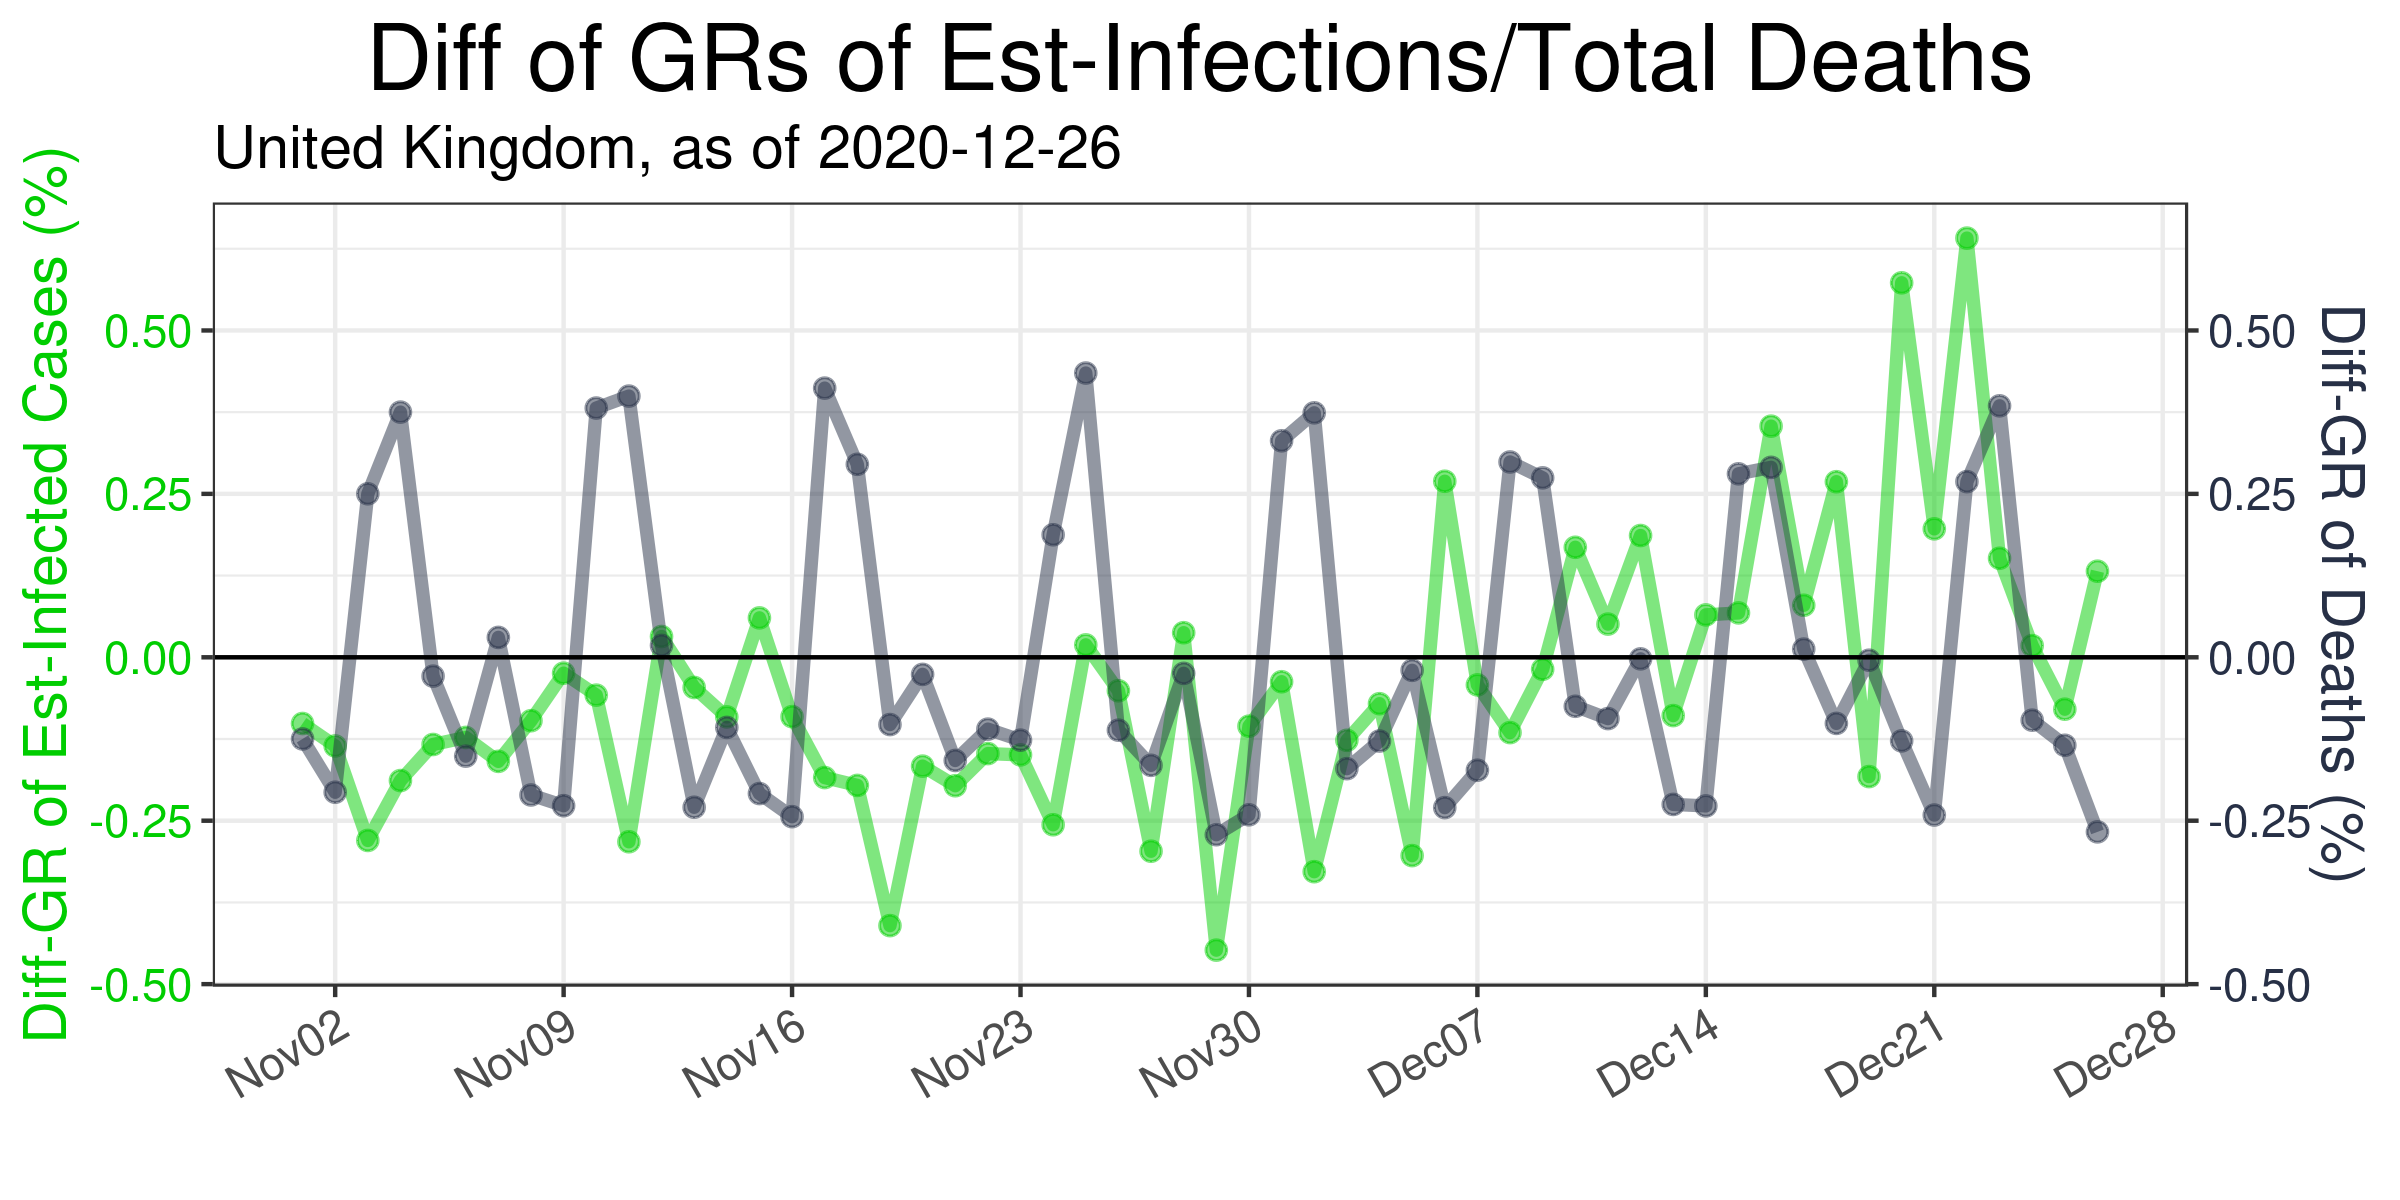 Diff of GRs of Est-Infections/Total Deaths
United Kingdom, as of 2020-12-26
Diff-GR of Est-Infected Cases (%)
0.50
0.25
0.00
-0.25
-0.50
0.50
0.25
0.00
-0.25
-0.50
Diff-GR of Deaths (%)
Nov02
Nov09
Nov16
Nov23
Nov30
Dec07
Dec14
Dec21
Dec28